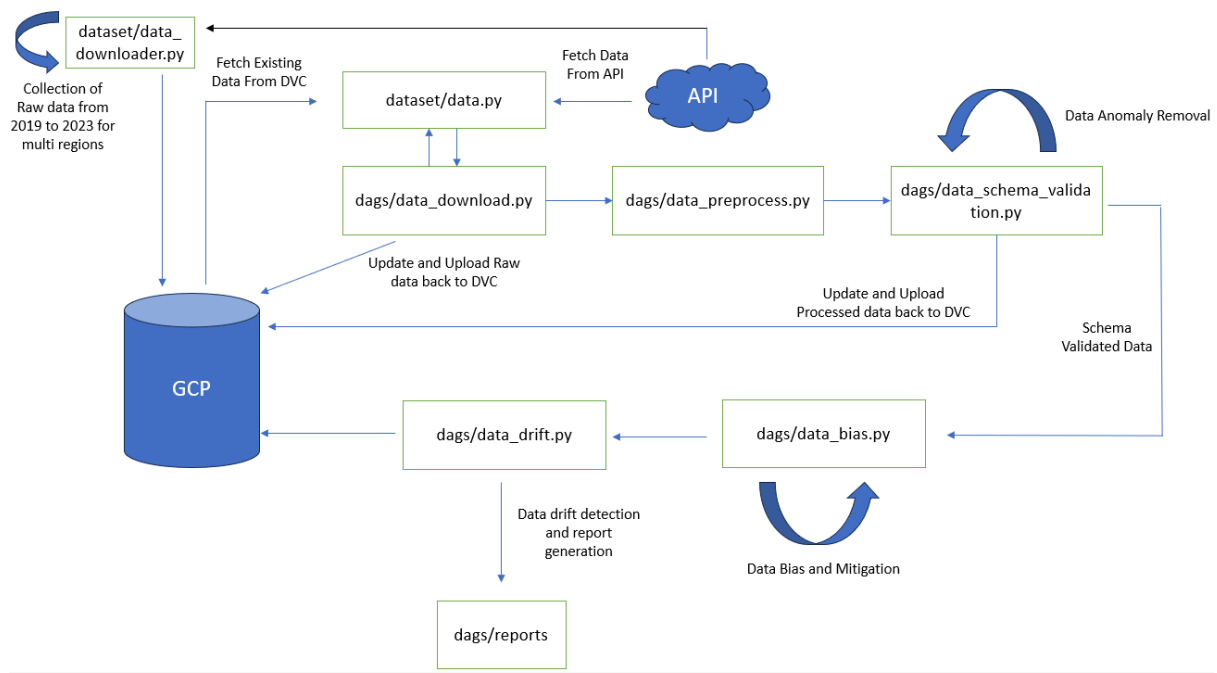 dataset/data_
downloader.py
Collection of
Raw data from
2019 to 2023 for
multi regions
Fetch Existing
Data From DVC
dataset/data.py
Fetch Data
From API
API
Data Anomaly Removal
dags/data_download.py
dags/data_preprocess.py
dags/data_schema_valida
tion.py
Update and Upload Raw
data back to DVC
Update and Upload
Processed data back to DVC
Schema
Validated Data
GCP
dags/data_drift.py
dags/data_bias.py
Data drift detection
and report
generation
Data Bias and Mitigation
dags/reports